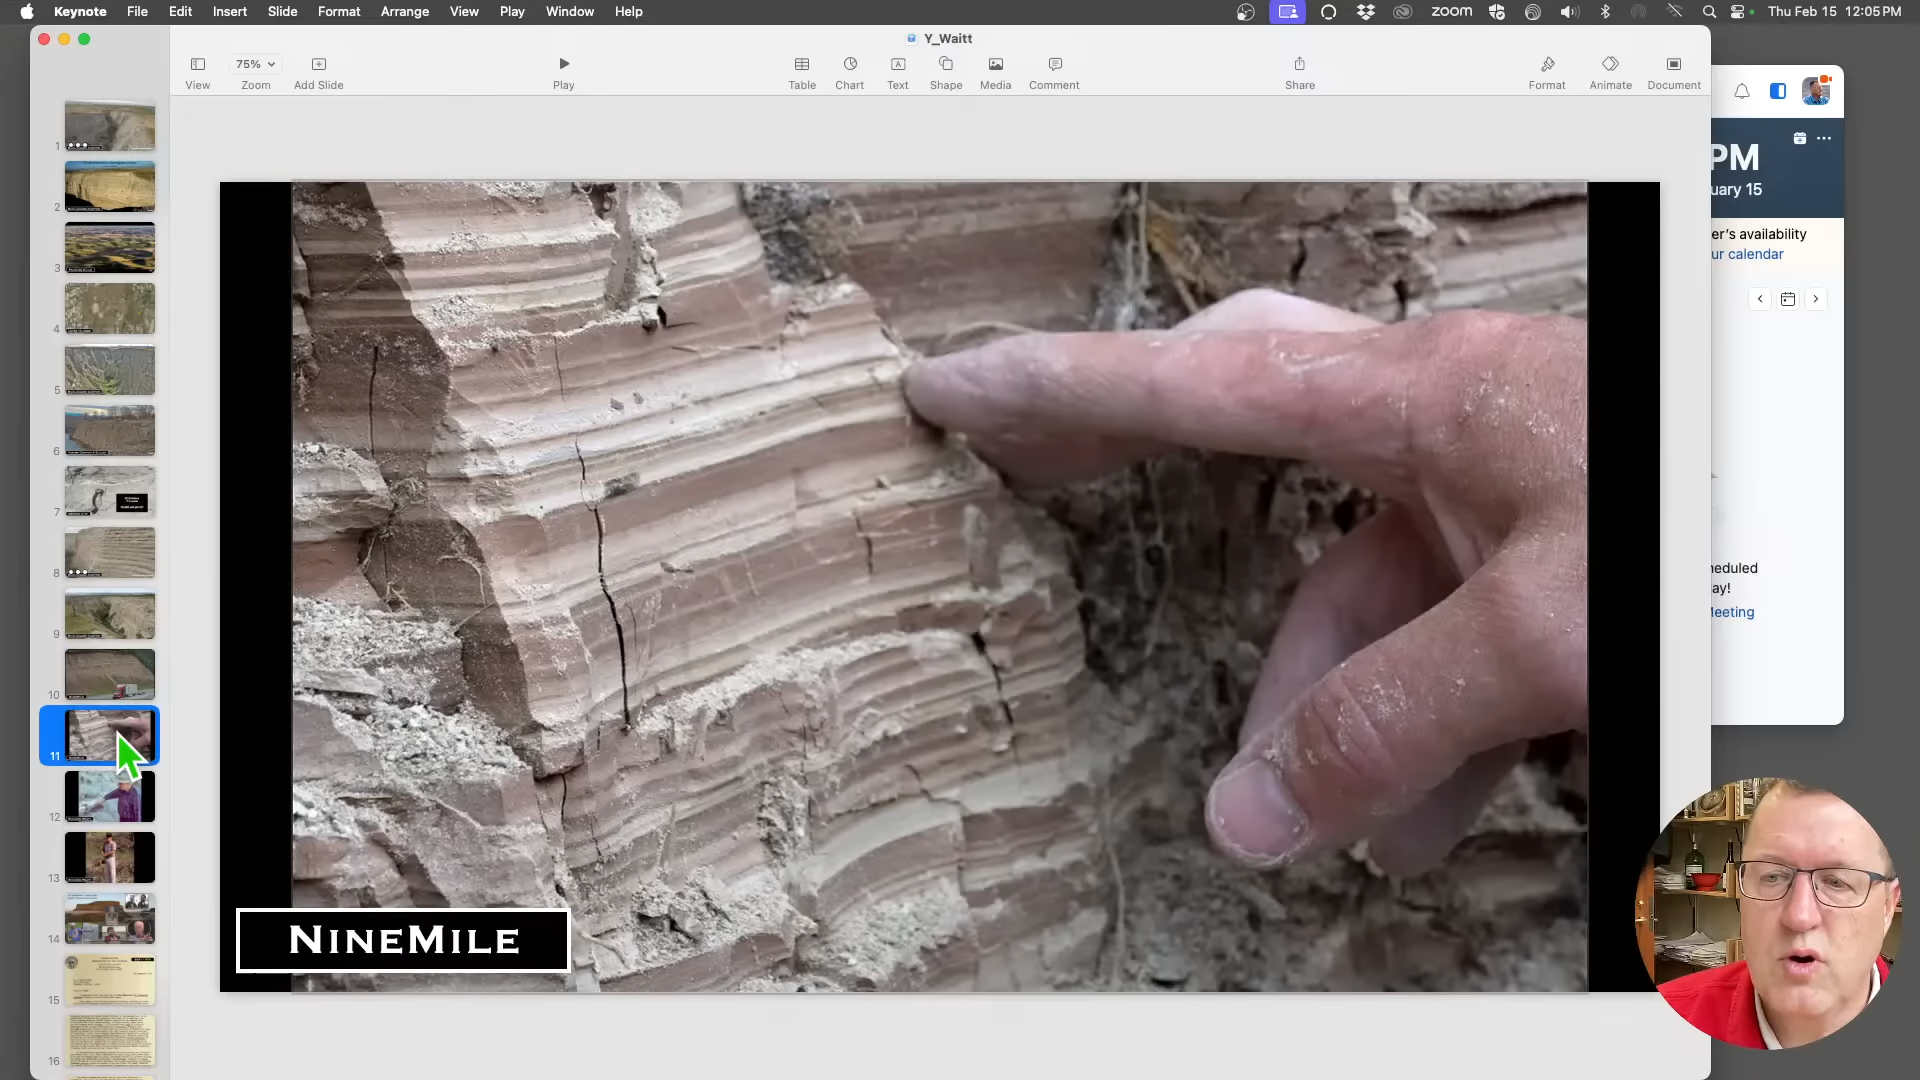 Keynote File Edit Insert Slide Format Arrange View Play Window Help
zoom
Thu Feb 15 12:05 PM
Y_Waitt
75%
View Zoom Add Slide
Play
Table Chart Text Shape Media Comment
Share
Format Animate Document
1
2
3
4
5
6
7
8
9
10
11
12
13
14
15
16
NINEMILE
PM
uary 15
er's availability
ur calendar
heduled
ay!
Meeting